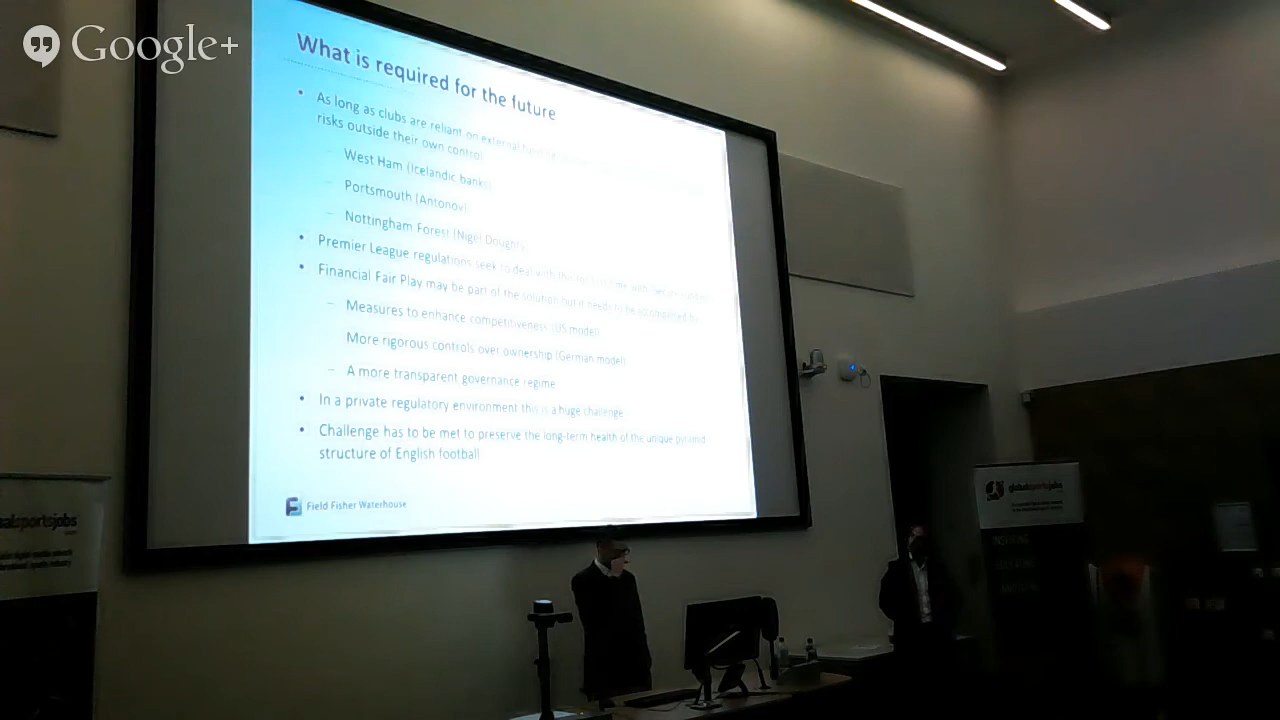 Google+
What is required for the future
• As long as clubs are reliant on external
risks outside their own control
– West Ham (Icelandic banks)
– Portsmouth (Antonov)
– Nottingham Forest (Nigel Doughty)
• Premier League regulations seek to deal with this
• Financial Fair Play may be part of the solution but it needs to be accompanied by
– Measures to enhance competitiveness (US model)
More rigorous controls over ownership (German model)
– A more transparent governance regime
• In a private regulatory environment this is a huge challenge
• Challenge has to be met to preserve the long-term health of the unique pyramid
structure of English football
Field Fisher Waterhouse
globalsportsjobs
INSPIRING
alsportsjobs